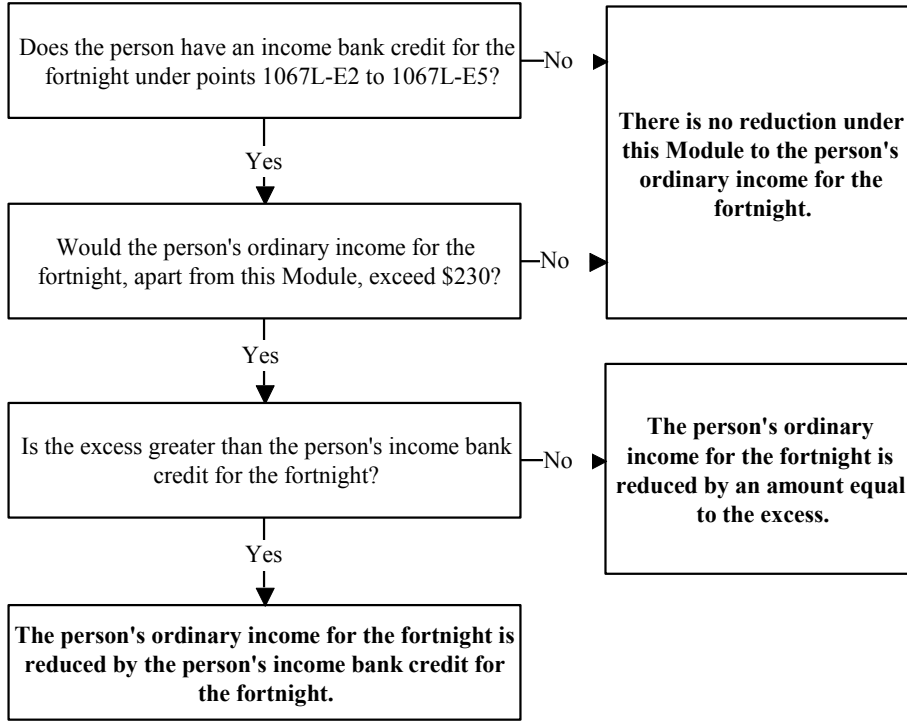 Does the person have an income bank credit for the
fortnight under points 1067L-E2 to 1067L-E5?
No
There is no reduction under
this Module to the person's
ordinary income for the
fortnight.
Yes
Would the person's ordinary income for the
fortnight, apart from this Module, exceed $230?
No
Yes
Is the excess greater than the person's income bank
credit for the fortnight?
No
The person's ordinary
income for the fortnight is
reduced by an amount equal
to the excess.
Yes
The person's ordinary income for the fortnight is
reduced by the person's income bank credit for
the fortnight.